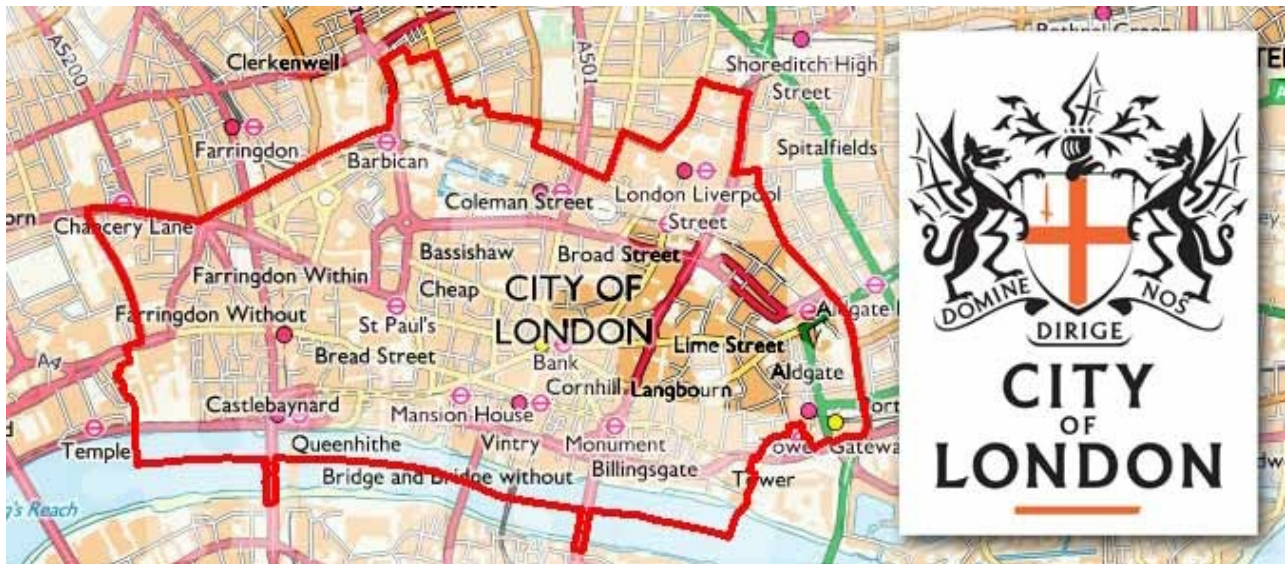 A5200
Clerkenwell
A501
Shoreditch High
Street
Bethnal Green
Farringdon
Barbican
Spitalfields
Coleman Street
London Liverpool
Street
Chancery Lane
Bassishaw
Broad Street
Farringdon Within
Cheap
CITY OF
LONDON
Farringdon Without
St Paul's
Bread Street
Bank
Lime Street
Aldgate
Cornhill
Langbourn
Castlebaynard
Mansion House
Temple
Queenhithe
Vintry
Monument
Billingsgate
Bridge and Bridge without
Tower
DOMINE
DIRIGE
NOS
CITY
OF
LONDON